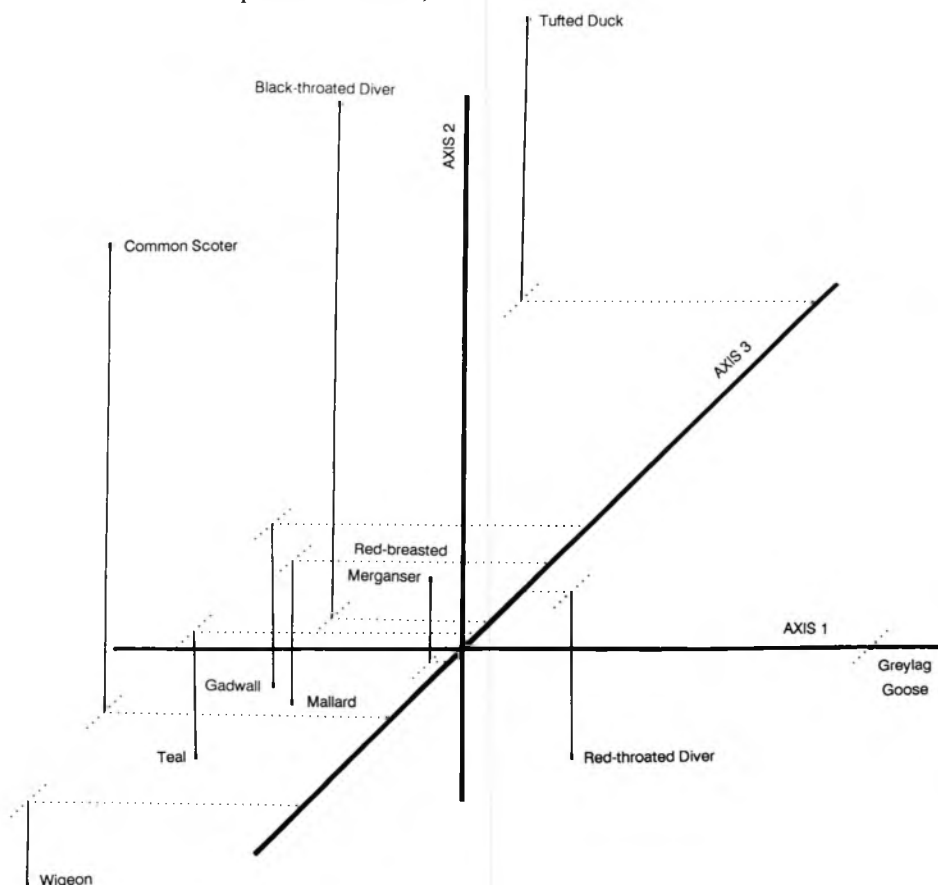 Tufted Duck
Black-throated Diver
AXIS 2
Common Scoter
AXIS 3
Red-breasted
Merganser
AXIS 1
Greylag
Goose
Gadwall
Mallard
Teal
Red-throated Diver
Wigeon